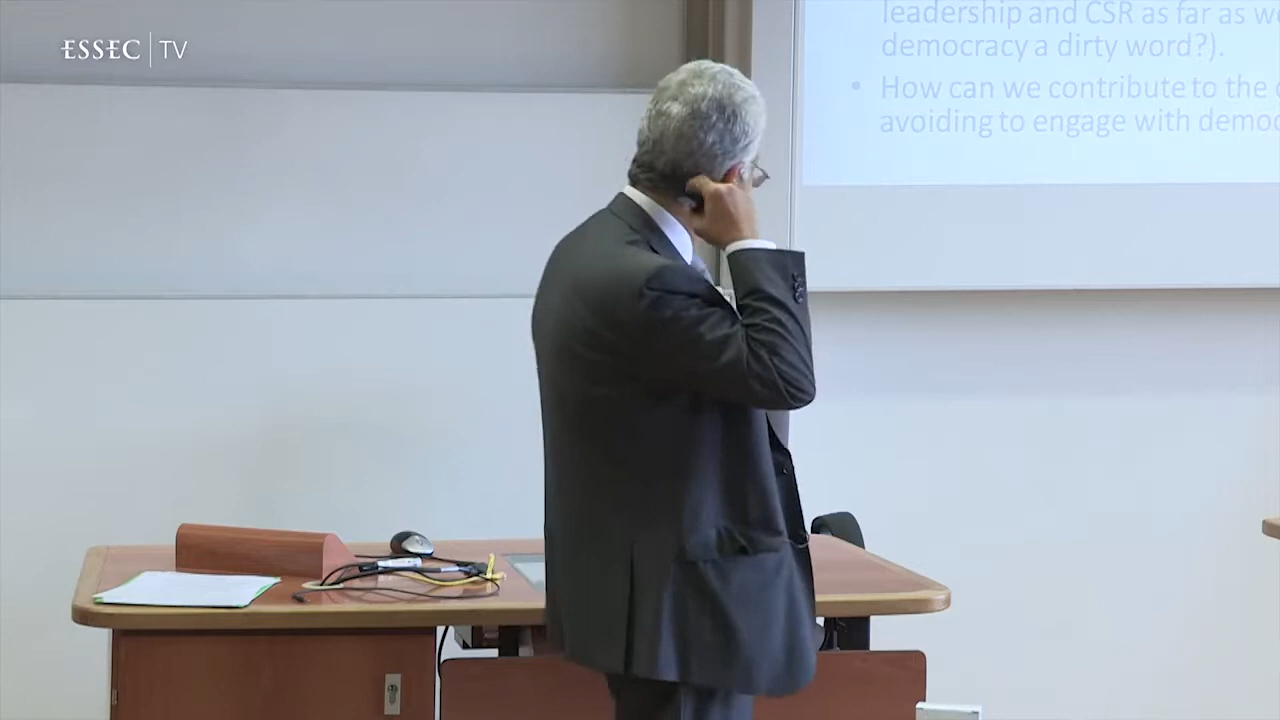 ESSEC TV
leadership and CSR as far as
democracy a dirty word?).
• How can we contribute to the
avoiding to engage with